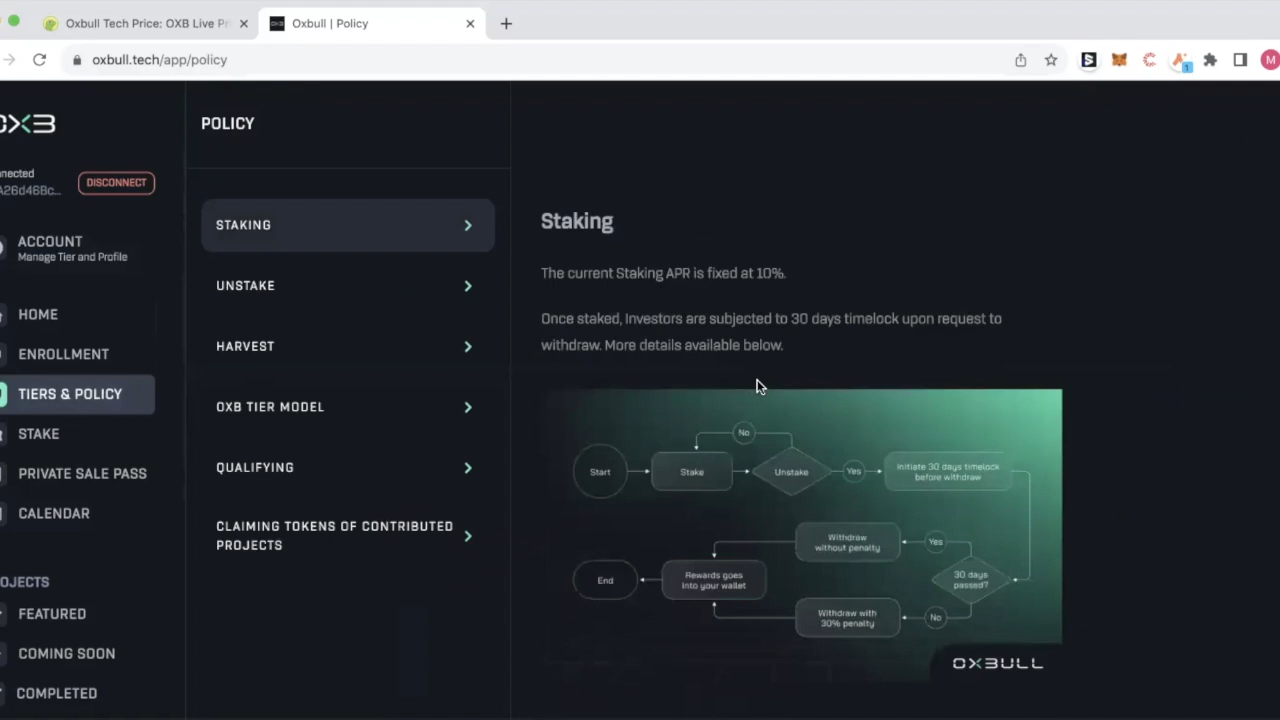 Oxbull Tech Price: OXB Live Pr
Oxbull | Policy
oxbull.tech/app/policy
M
1
OXB
POLICY
nnected
A26d46Bc...
DISCONNECT
ACCOUNT
Manage Tier and Profile
HOME
ENROLLMENT
TIERS & POLICY
STAKE
PRIVATE SALE PASS
CALENDAR
OJECTS
FEATURED
COMING SOON
COMPLETED
STAKING
UNSTAKE
HARVEST
OXB TIER MODEL
QUALIFYING
CLAIMING TOKENS OF CONTRIBUTED
PROJECTS
Staking
The current Staking APR is fixed at 10%.
Once staked, Investors are subjected to 30 days timelock upon request to
withdraw. More details available below.
No
Start
Stake
Unstake
Yes
Initiate 30 days timelock
before withdraw
Withdraw
without penalty
Yes
End
Rewards goes
into your wallet
30 days
passed?
Withdraw with
30% penalty
No
OXBULL